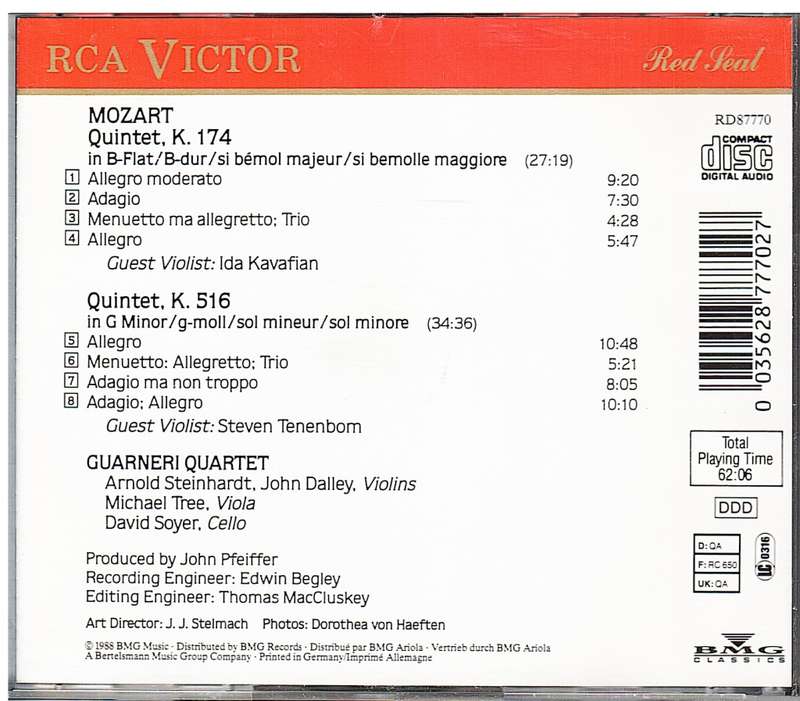 RCA VICTOR
Red Seal
MOZART
Quintet, K. 174
in B-Flat/B-dur/si bémol majeur/si bemolle maggiore (27:19)
1 Allegro moderato 9:20
2 Adagio 7:30
3 Menuetto ma allegretto; Trio 4:28
4 Allegro 5:47
Guest Violist: Ida Kavafian
Quintet, K. 516
in G Minor/g-moll/sol mineur/sol minore (34:36)
5 Allegro 10:48
6 Menuetto: Allegretto; Trio 5:21
7 Adagio ma non troppo 8:05
8 Adagio; Allegro 10:10
Guest Violist: Steven Tenenbom
GUARNERI QUARTET
Arnold Steinhardt, John Dalley, Violins
Michael Tree, Viola
David Soyer, Cello
Produced by John Pfeiffer
Recording Engineer: Edwin Begley
Editing Engineer: Thomas MacCluskey
Art Director: J. J. Stelmach Photos: Dorothea von Haeften
© 1988 BMG Music · Distributed by BMG Records · Distribué par BMG Ariola · Vertrieb durch BMG Ariola
A Bertelsmann Music Group Company · Printed in Germany/Imprimé Allemagne
RD87770
COMPACT
disc
DIGITAL AUDIO
0 035628 777027
Total
Playing Time
62:06
DDD
D: QA
F: RC 650
UK: QA
LC 0316
BMG
CLASSICS